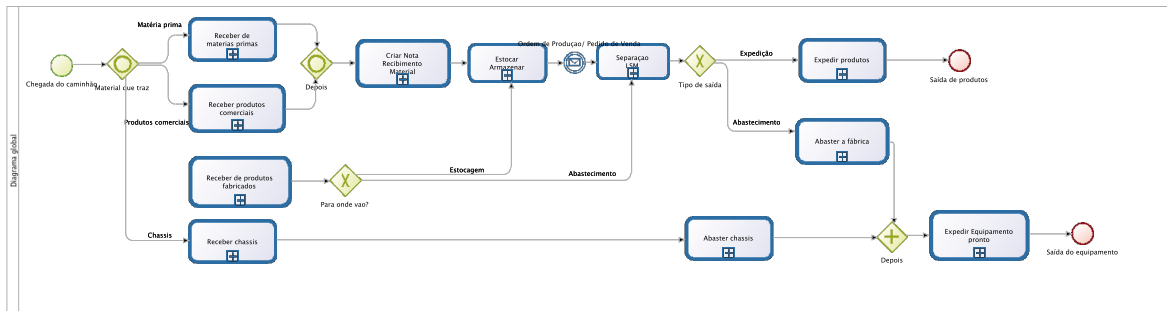 Diagrama global
Chegada do caminhão
Material que traz
Matéria prima
Receber de
materias primas
Produtos comerciais
Receber produtos
comerciais
Depois
Criar Nota
Recibimento
Material
Estocar
Armazenar
Ordem de Produçao/ Pedido de Venda
Separaçao
LSM
Tipo de saída
Expedição
Expedir produtos
Saída de produtos
Abastecimento
Abaster a fábrica
Receber de produtos
fabricados
Para onde vao?
Estocagem
Abastecimento
Chassis
Receber chassis
Abaster chassis
Depois
Expedir Equipamento
pronto
Saída do equipamento